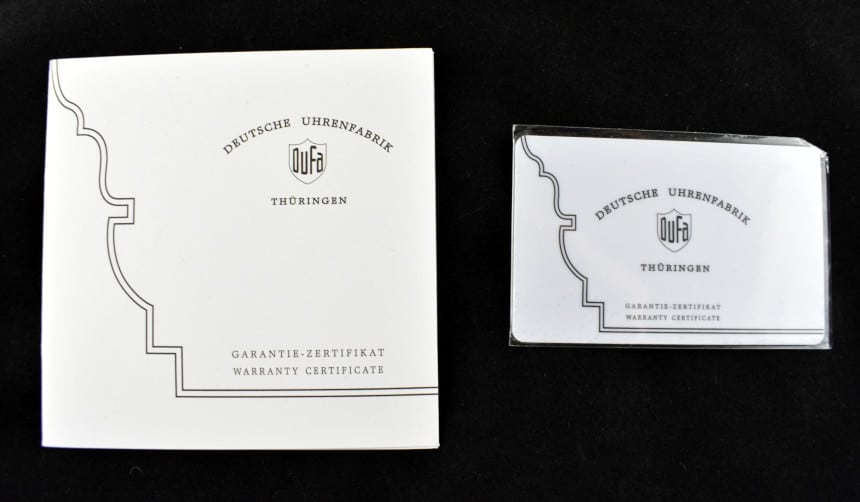 DEUTSCHE UHRENFABRIK
DUFA
THÜRINGEN
GARANTIE-ZERTIFIKAT
WARRANTY CERTIFICATE
DEUTSCHE UHRENFABRIK
DUFA
THÜRINGEN
GARANTIE-ZERTIFIKAT
WARRANTY CERTIFICATE